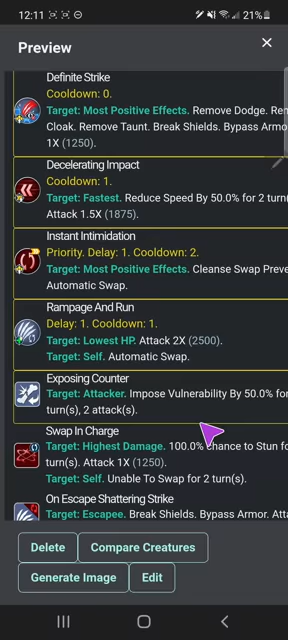 12:11
21%
Preview
Definite Strike
Cooldown: 0.
Target: Most Positive Effects. Remove Dodge.
Cloak. Remove Taunt. Break Shields. Bypass
1X (1250).
Decelerating Impact
Cooldown: 1.
Target: Fastest. Reduce Speed By 50.0% for 2
Attack 1.5X (1875).
Instant Intimidation
Priority. Delay: 1. Cooldown: 2.
Target: Most Positive Effects. Cleanse Swap
Automatic Swap.
Rampage And Run
Delay: 1. Cooldown: 1.
Target: Lowest HP. Attack 2X (2500).
Target: Self. Automatic Swap.
Exposing Counter
Target: Attacker. Impose Vulnerability By 50.0% for
turn(s), 2 attack(s).
Swap In Charge
Target: Highest Damage. 100.0% chance to Stun for
turn(s). Attack 1X (1250).
Target: Self. Unable To Swap for 2 turn(s).
On Escape Shattering Strike
Target: Escapee. Break Shields. Bypass Armor.
Delete
Compare Creatures
Generate Image
Edit